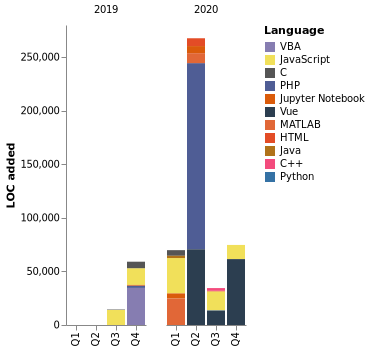 2019 2020
Language
VBA
JavaScript
C
PHP
Jupyter Notebook
Vue
MATLAB
HTML
Java
C++
Python
LOC added
250,000
200,000
150,000
100,000
50,000
0
Q1 Q2 Q3 Q4 Q1 Q2 Q3 Q4